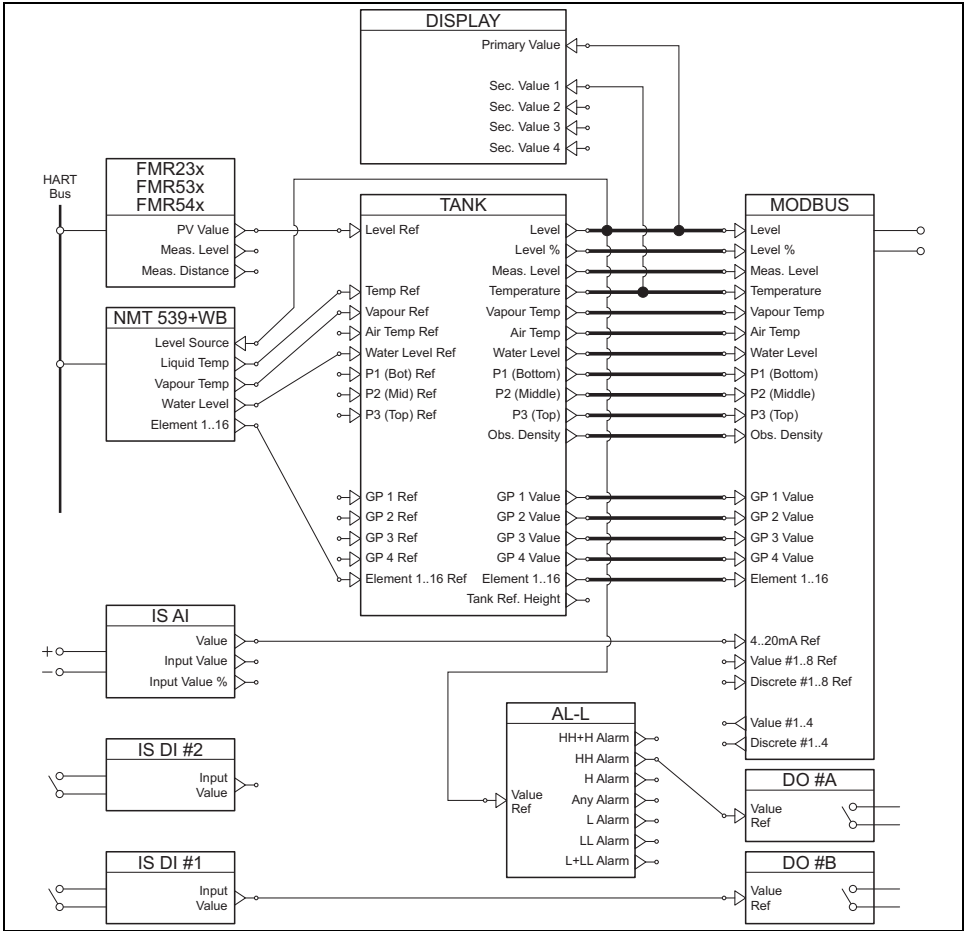 DISPLAY
Primary Value
Sec. Value 1
Sec. Value 2
Sec. Value 3
Sec. Value 4
HART
Bus
FMR23x
FMR53x
FMR54x
PV Value
Meas. Level
Meas. Distance
NMT 539+WB
Level Source
Liquid Temp
Vapour Temp
Water Level
Element 1..16
TANK
Level Ref
Temp Ref
Vapour Ref
Air Temp Ref
Water Level Ref
P1 (Bot) Ref
P2 (Mid) Ref
P3 (Top) Ref
GP 1 Ref
GP 2 Ref
GP 3 Ref
GP 4 Ref
Element 1..16 Ref
Level
Level %
Meas. Level
Temperature
Vapour Temp
Air Temp
Water Level
P1 (Bottom)
P2 (Middle)
P3 (Top)
Obs. Density
GP 1 Value
GP 2 Value
GP 3 Value
GP 4 Value
Element 1..16
Tank Ref. Height
MODBUS
Level
Level %
Meas. Level
Temperature
Vapour Temp
Air Temp
Water Level
P1 (Bottom)
P2 (Middle)
P3 (Top)
Obs. Density
GP 1 Value
GP 2 Value
GP 3 Value
GP 4 Value
Element 1..16
4..20mA Ref
Value #1..8 Ref
Discrete #1..8 Ref
Value #1..4
Discrete #1..4
IS AI
+
−
Value
Input Value
Input Value %
IS DI #2
Input
Value
IS DI #1
Input
Value
AL-L
Value
Ref
HH+H Alarm
HH Alarm
H Alarm
Any Alarm
L Alarm
LL Alarm
L+LL Alarm
DO #A
Value
Ref
DO #B
Value
Ref